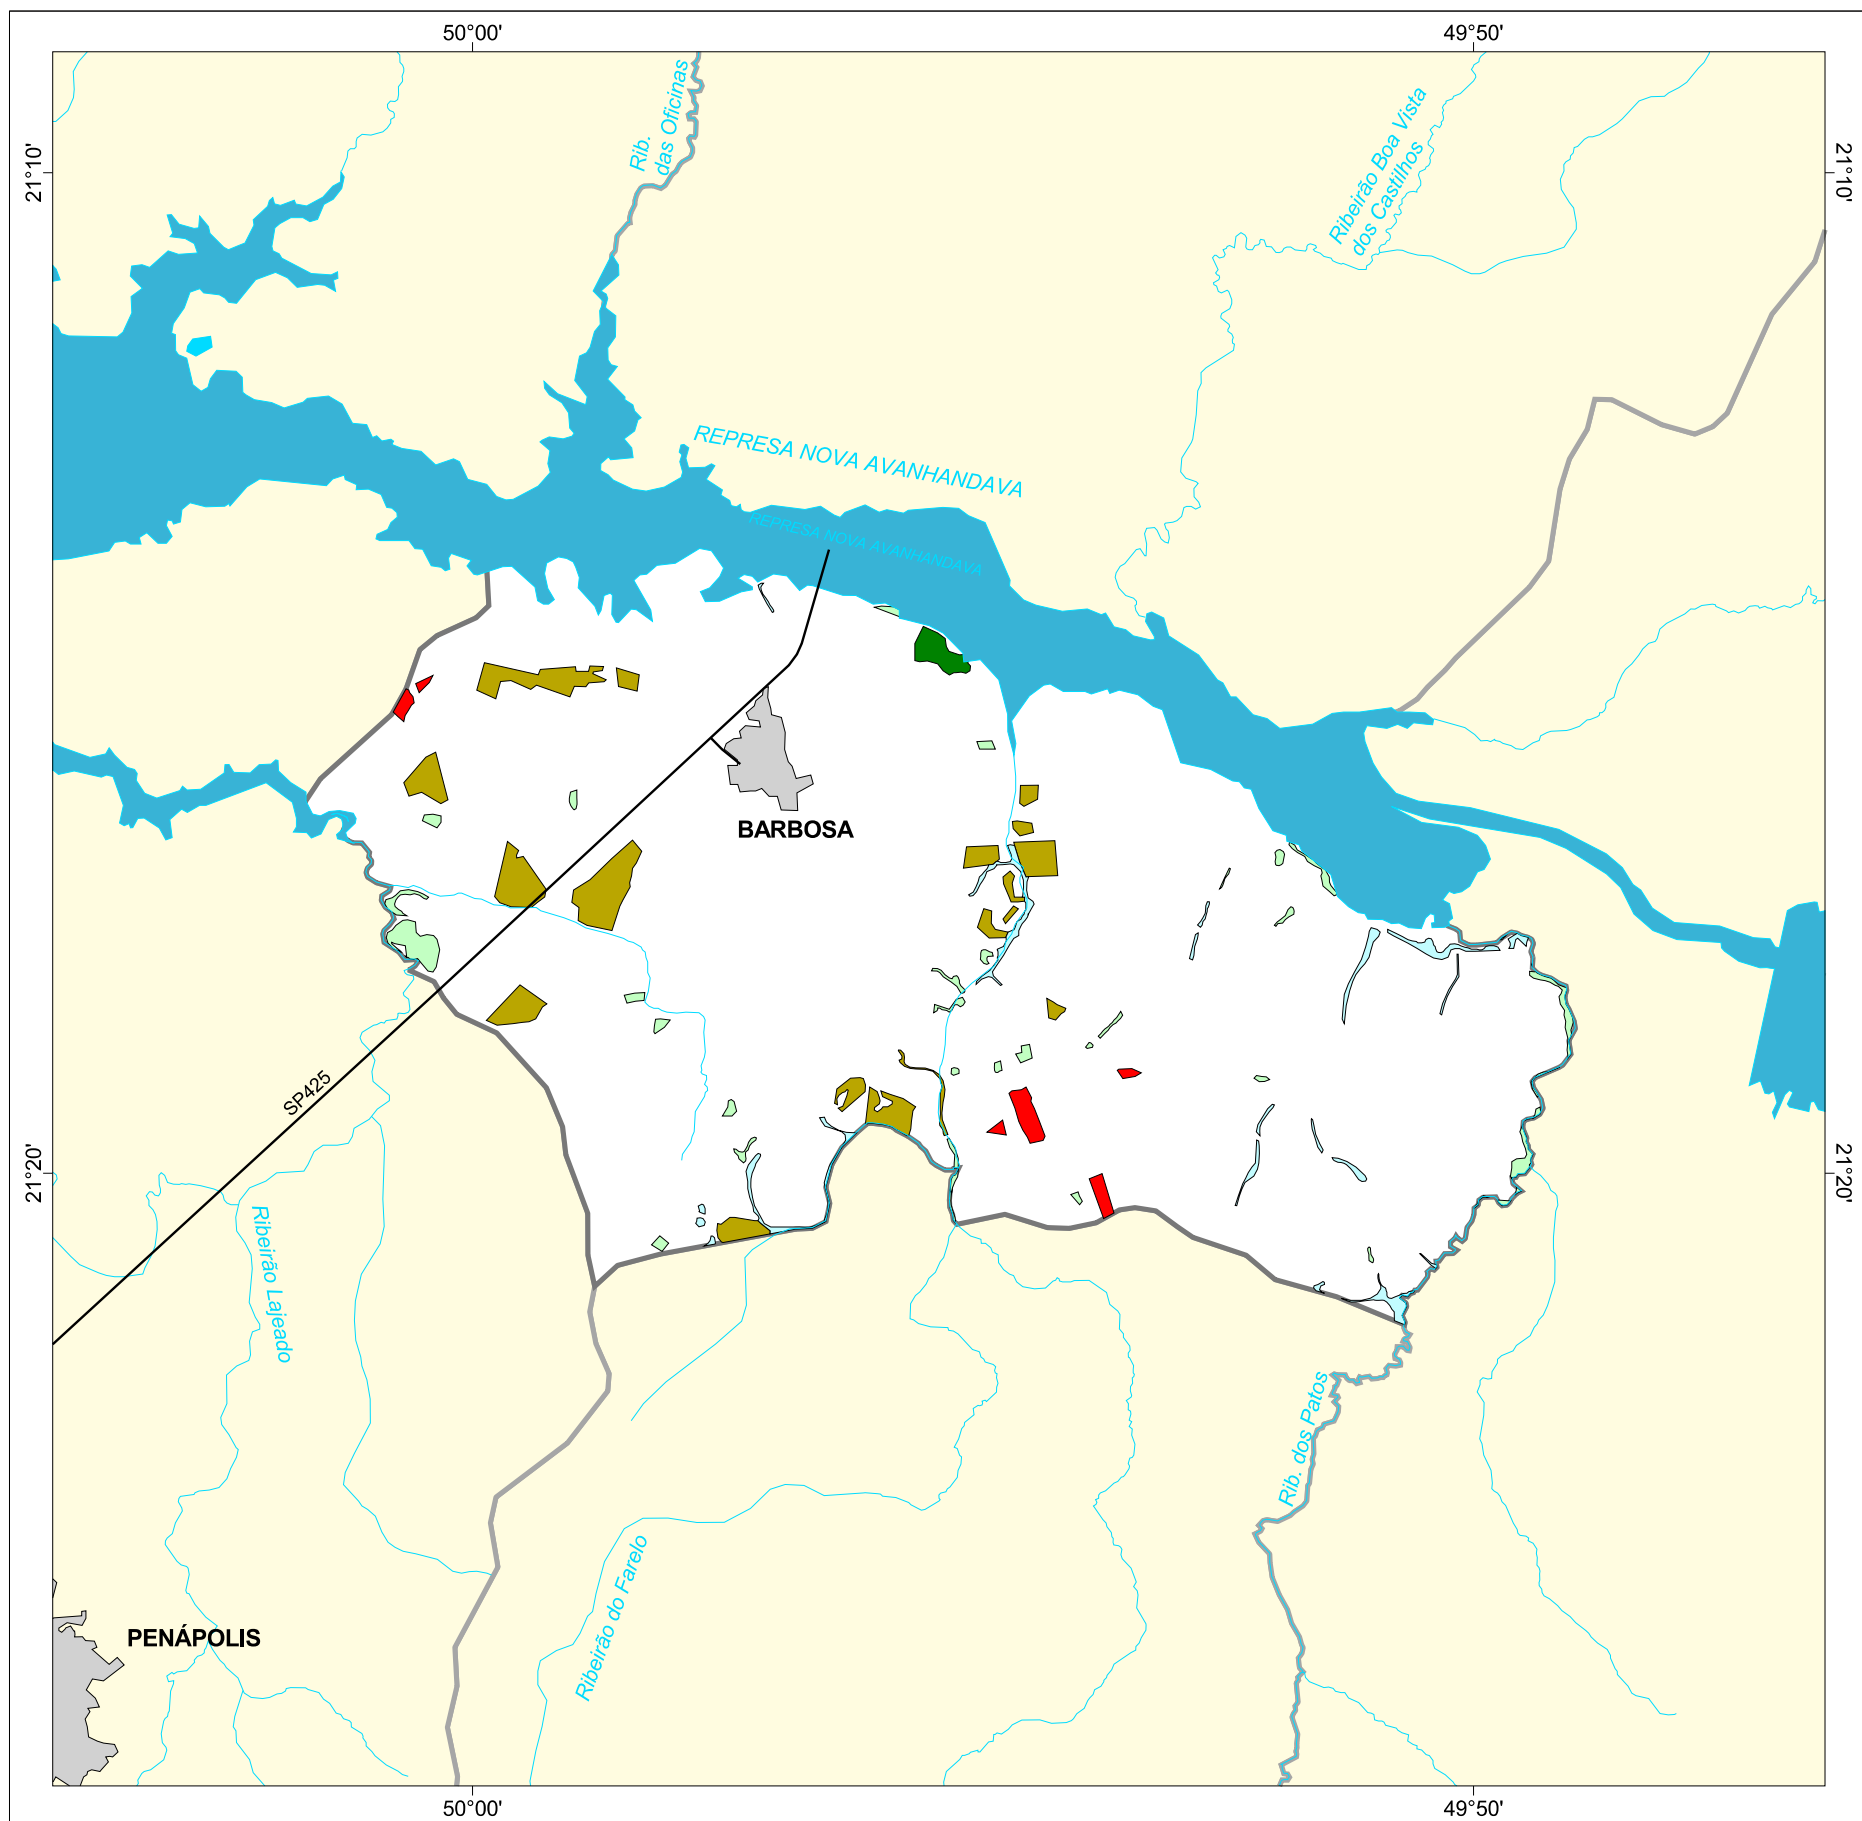 50°00'
49°50'
Rib.
das Oficinas
Ribeirão Boa Vista
dos Castilhos
21°10'
21°10'
REPRESA NOVA AVANHANDAVA
REPRESA NOVA AVANHANDAVA
BARBOSA
SP425
21°20'
21°20'
Ribeirão Lajeado
Rib. dos Patos
Ribeirão do Farelo
PENÁPOLIS
50°00'
49°50'